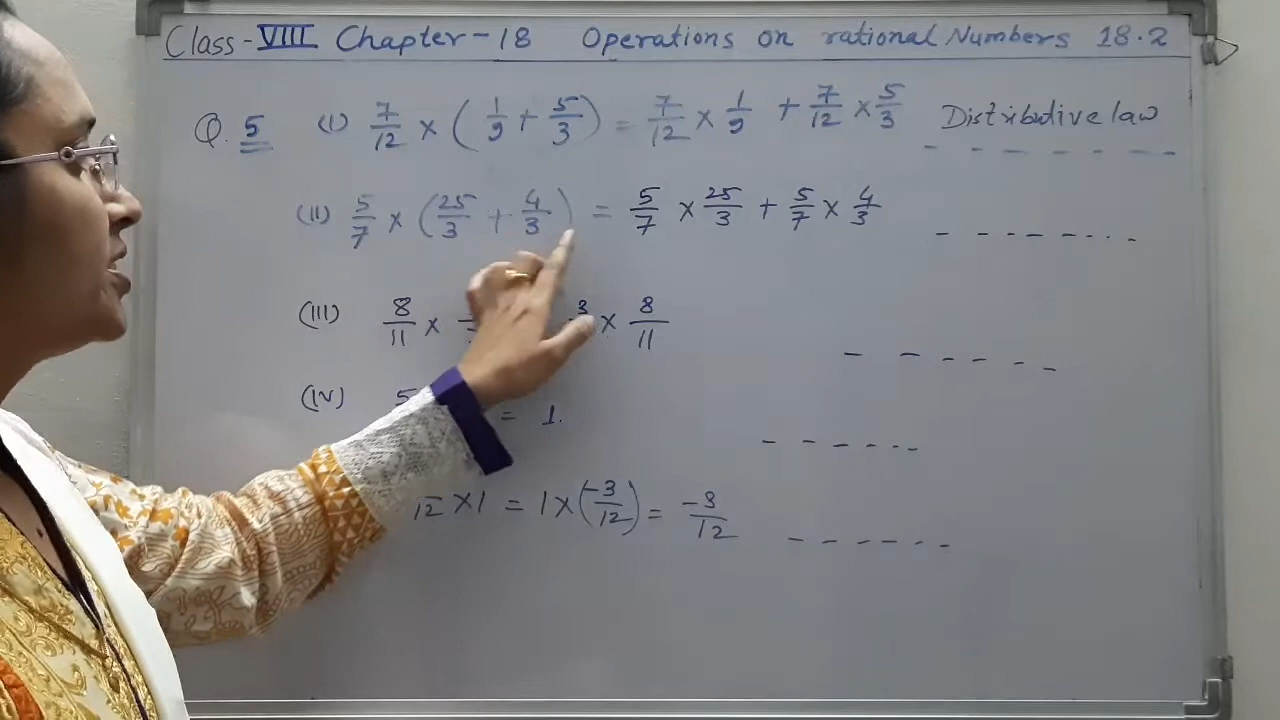 Class - VIII Chapter - 18 Operations on rational Numbers 18.2
Q. 5 (I) 7/12 × ( 1/9 + 5/3 ) = 7/12 × 1/9 + 7/12 × 5/3 Distributive law
(II) 5/7 × ( 25/3 + 4/3 ) = 5/7 × 25/3 + 5/7 × 4/3
(III) 8/11 × 3 × 8/11
(IV) 5 = 1.
12 × 1 = 1 × ( -3/12 ) = -3/12